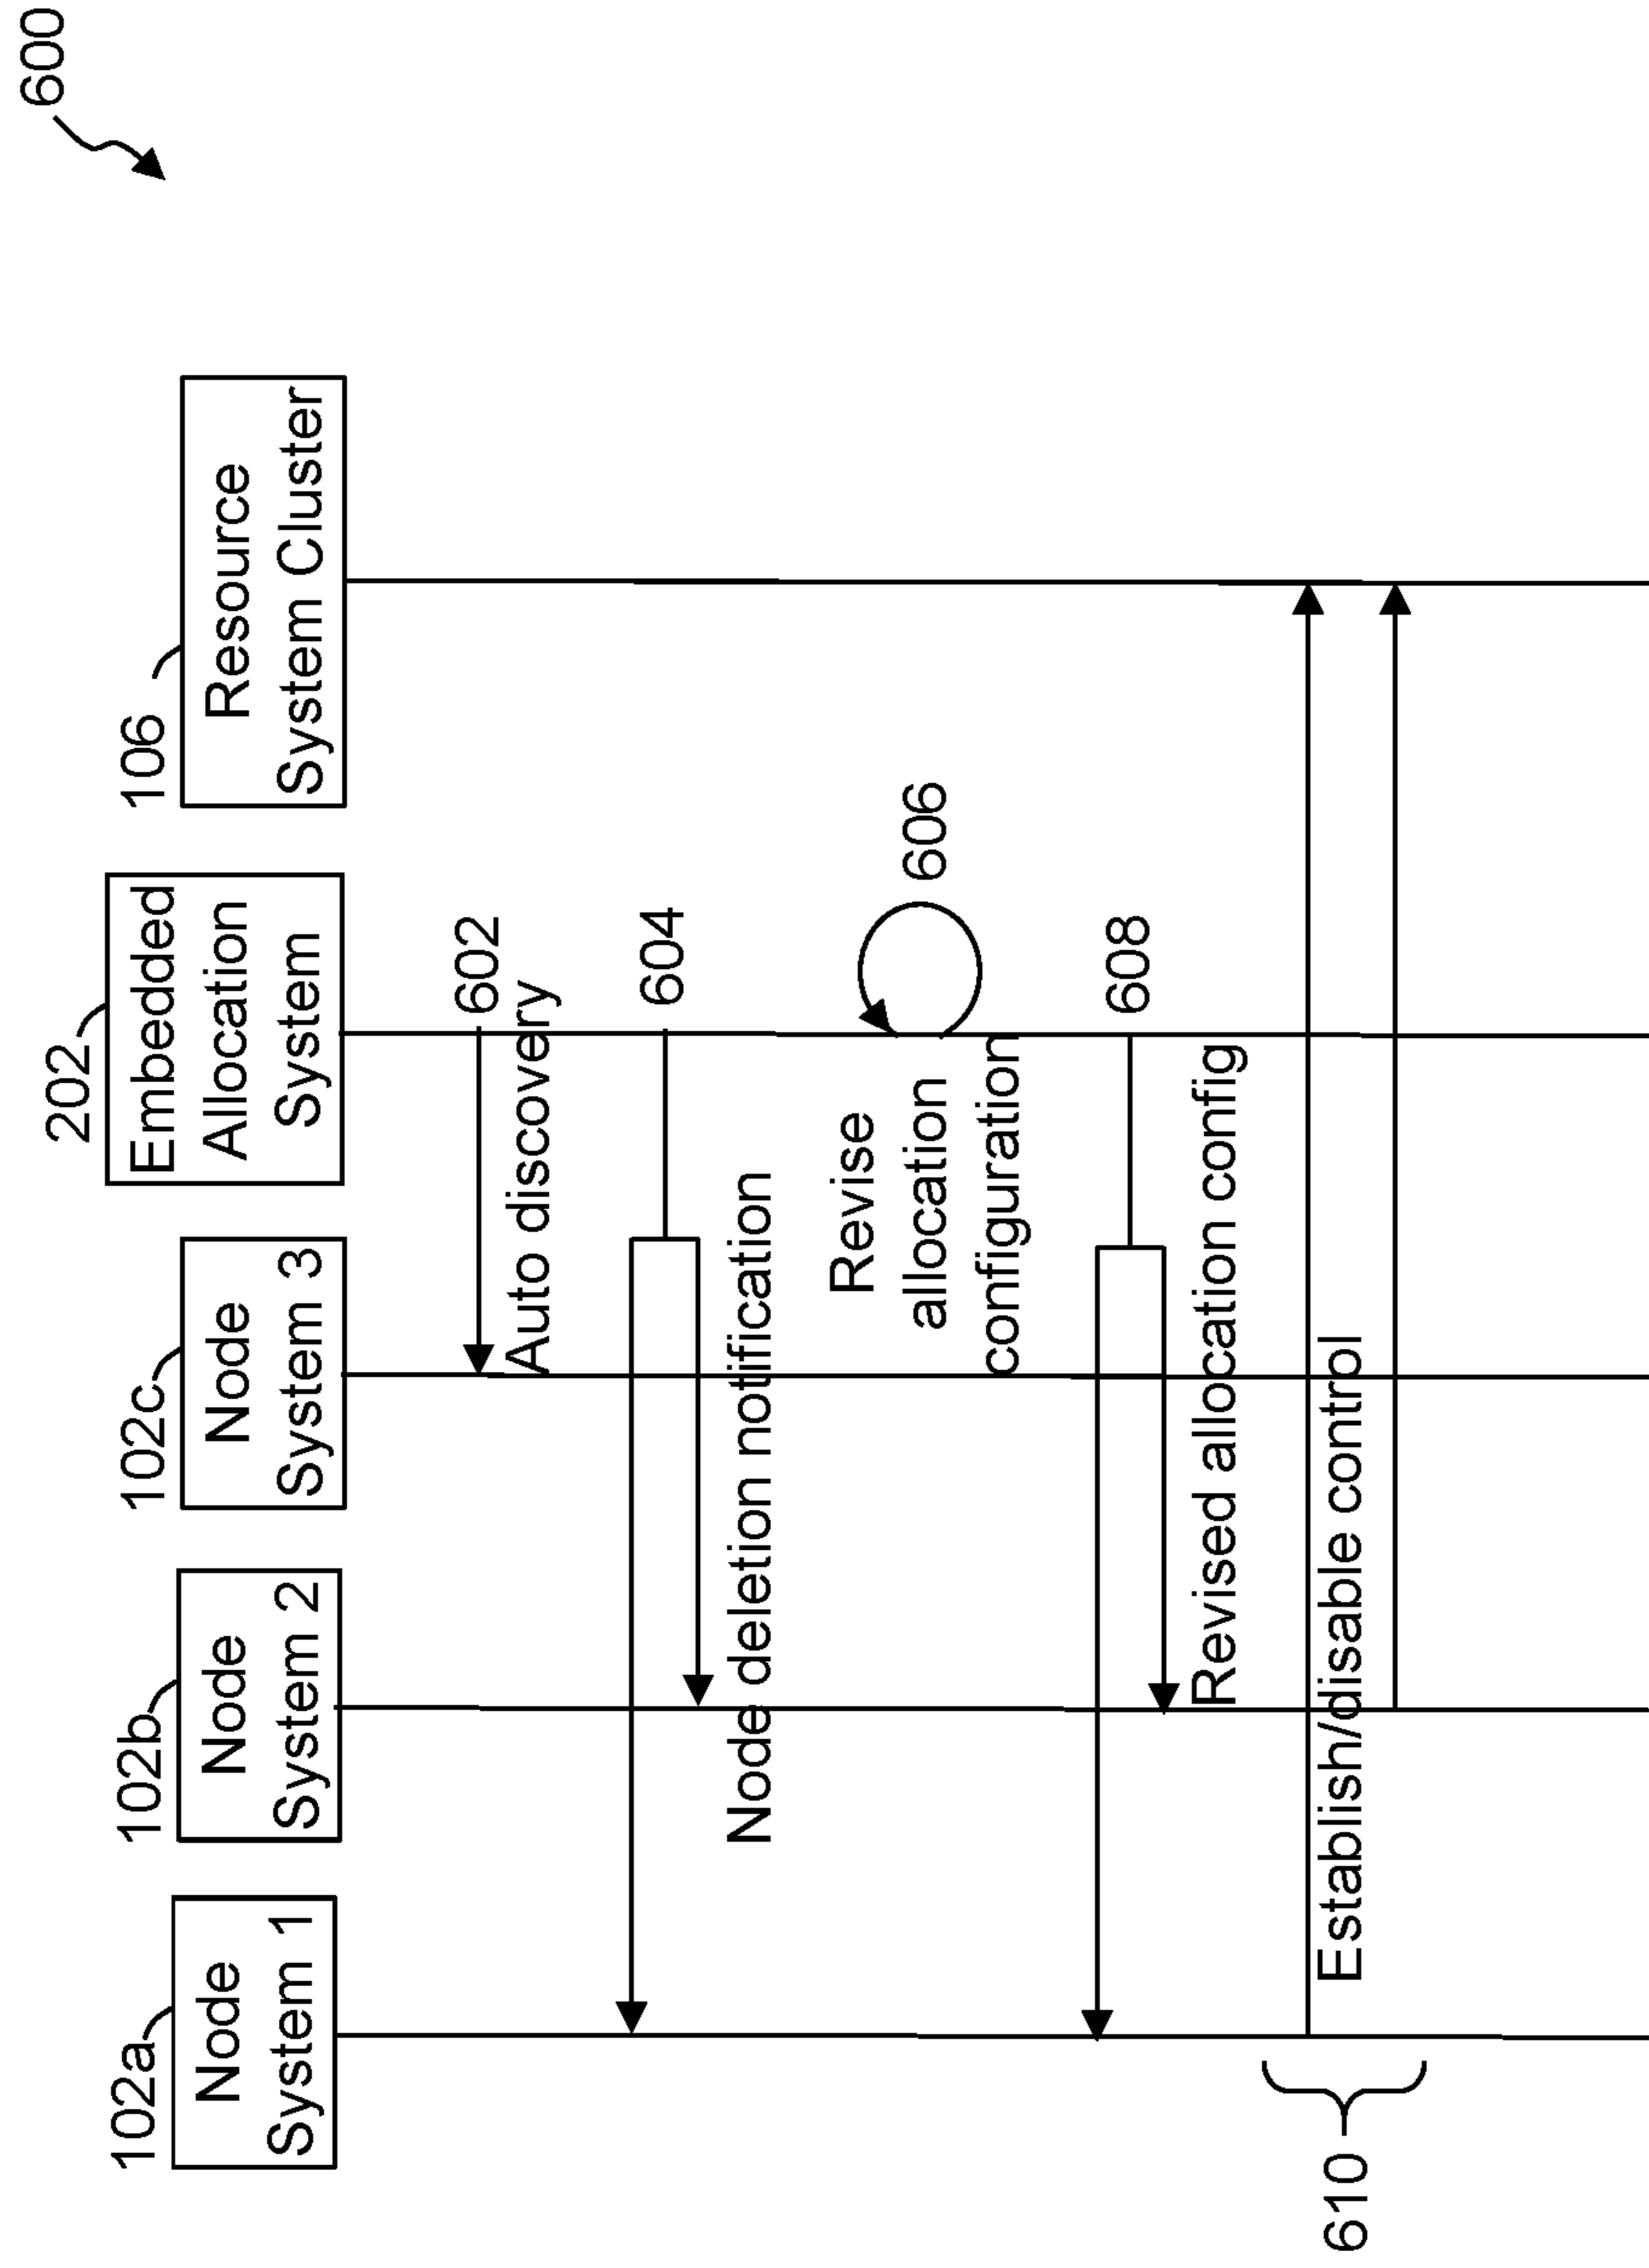 600
102a
Node
System 1
102b
Node
System 2
102c
Node
System 3
202
Embedded
Allocation
System
106
Resource
System Cluster
602
Auto discovery
604
Node deletion notification
606
Revise
allocation
configuration
608
Revised allocation config
610
Establish/disable control